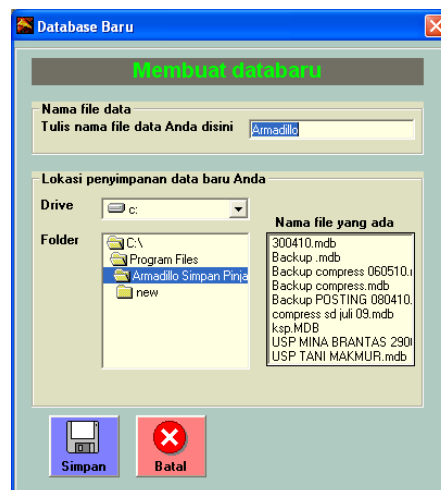 Database Baru
Membuat databaru
Nama file data
Tulis nama file data Anda disini
Armadillo
Lokasi penyimpanan data baru Anda
Drive
c:
Folder
C:\
Program Files
Armadillo Simpan Pinja
new
Nama file yang ada
300410.mdb
Backup .mdb
Backup compress 060510.
Backup compress.mdb
Backup POSTING 080410.
compress sd juli 09.mdb
ksp.MDB
USP MINA BRANTAS 290
USP TANI MAKMUR.mdb
Simpan
Batal